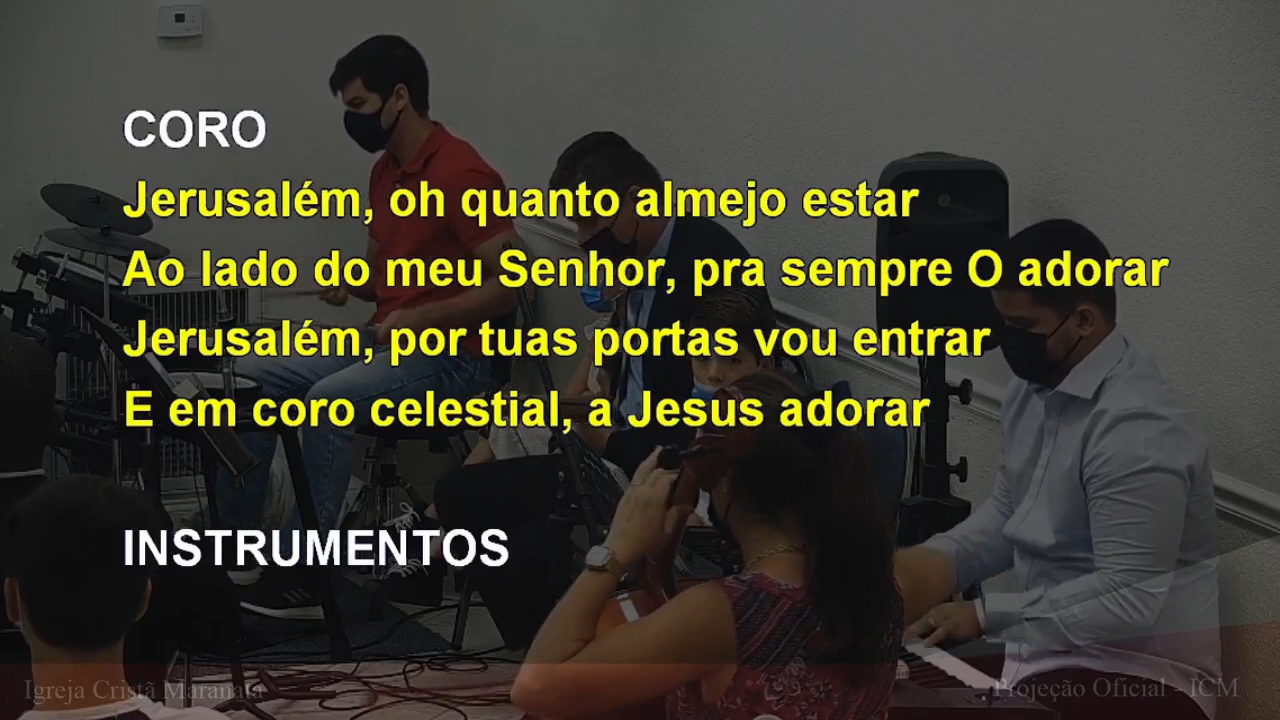 CORO
Jerusalém, oh quanto almejo estar
Ao lado do meu Senhor, pra sempre O adorar
Jerusalém, por tuas portas vou entrar
E em coro celestial, a Jesus adorar
INSTRUMENTOS
Igreja Cristã Maranata
Projeção Oficial - ICM